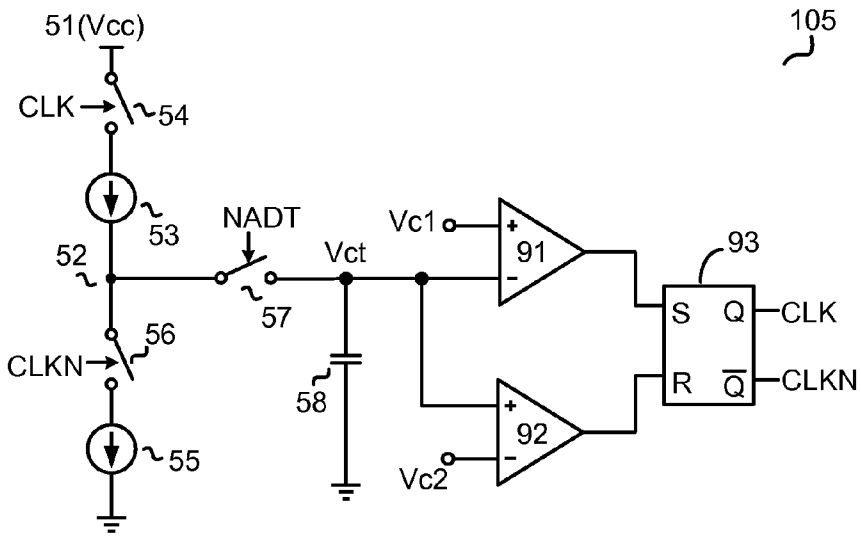 51(Vcc)
105
CLK
54
53
NADT
52
Vct
57
Vc1
+
91
−
93
S
Q
CLK
R
Q̅
CLKN
CLKN
56
58
55
+
92
Vc2
−